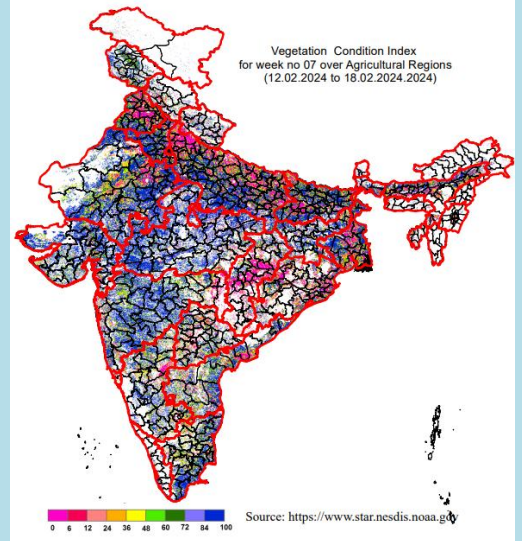 Vegetation Condition Index
for week no 07 over Agricultural Regions
(12.02.2024 to 18.02.2024.2024)
0 6 12 24 36 48 60 72 84 100
Source: https://www.star.nesdis.noaa.gov